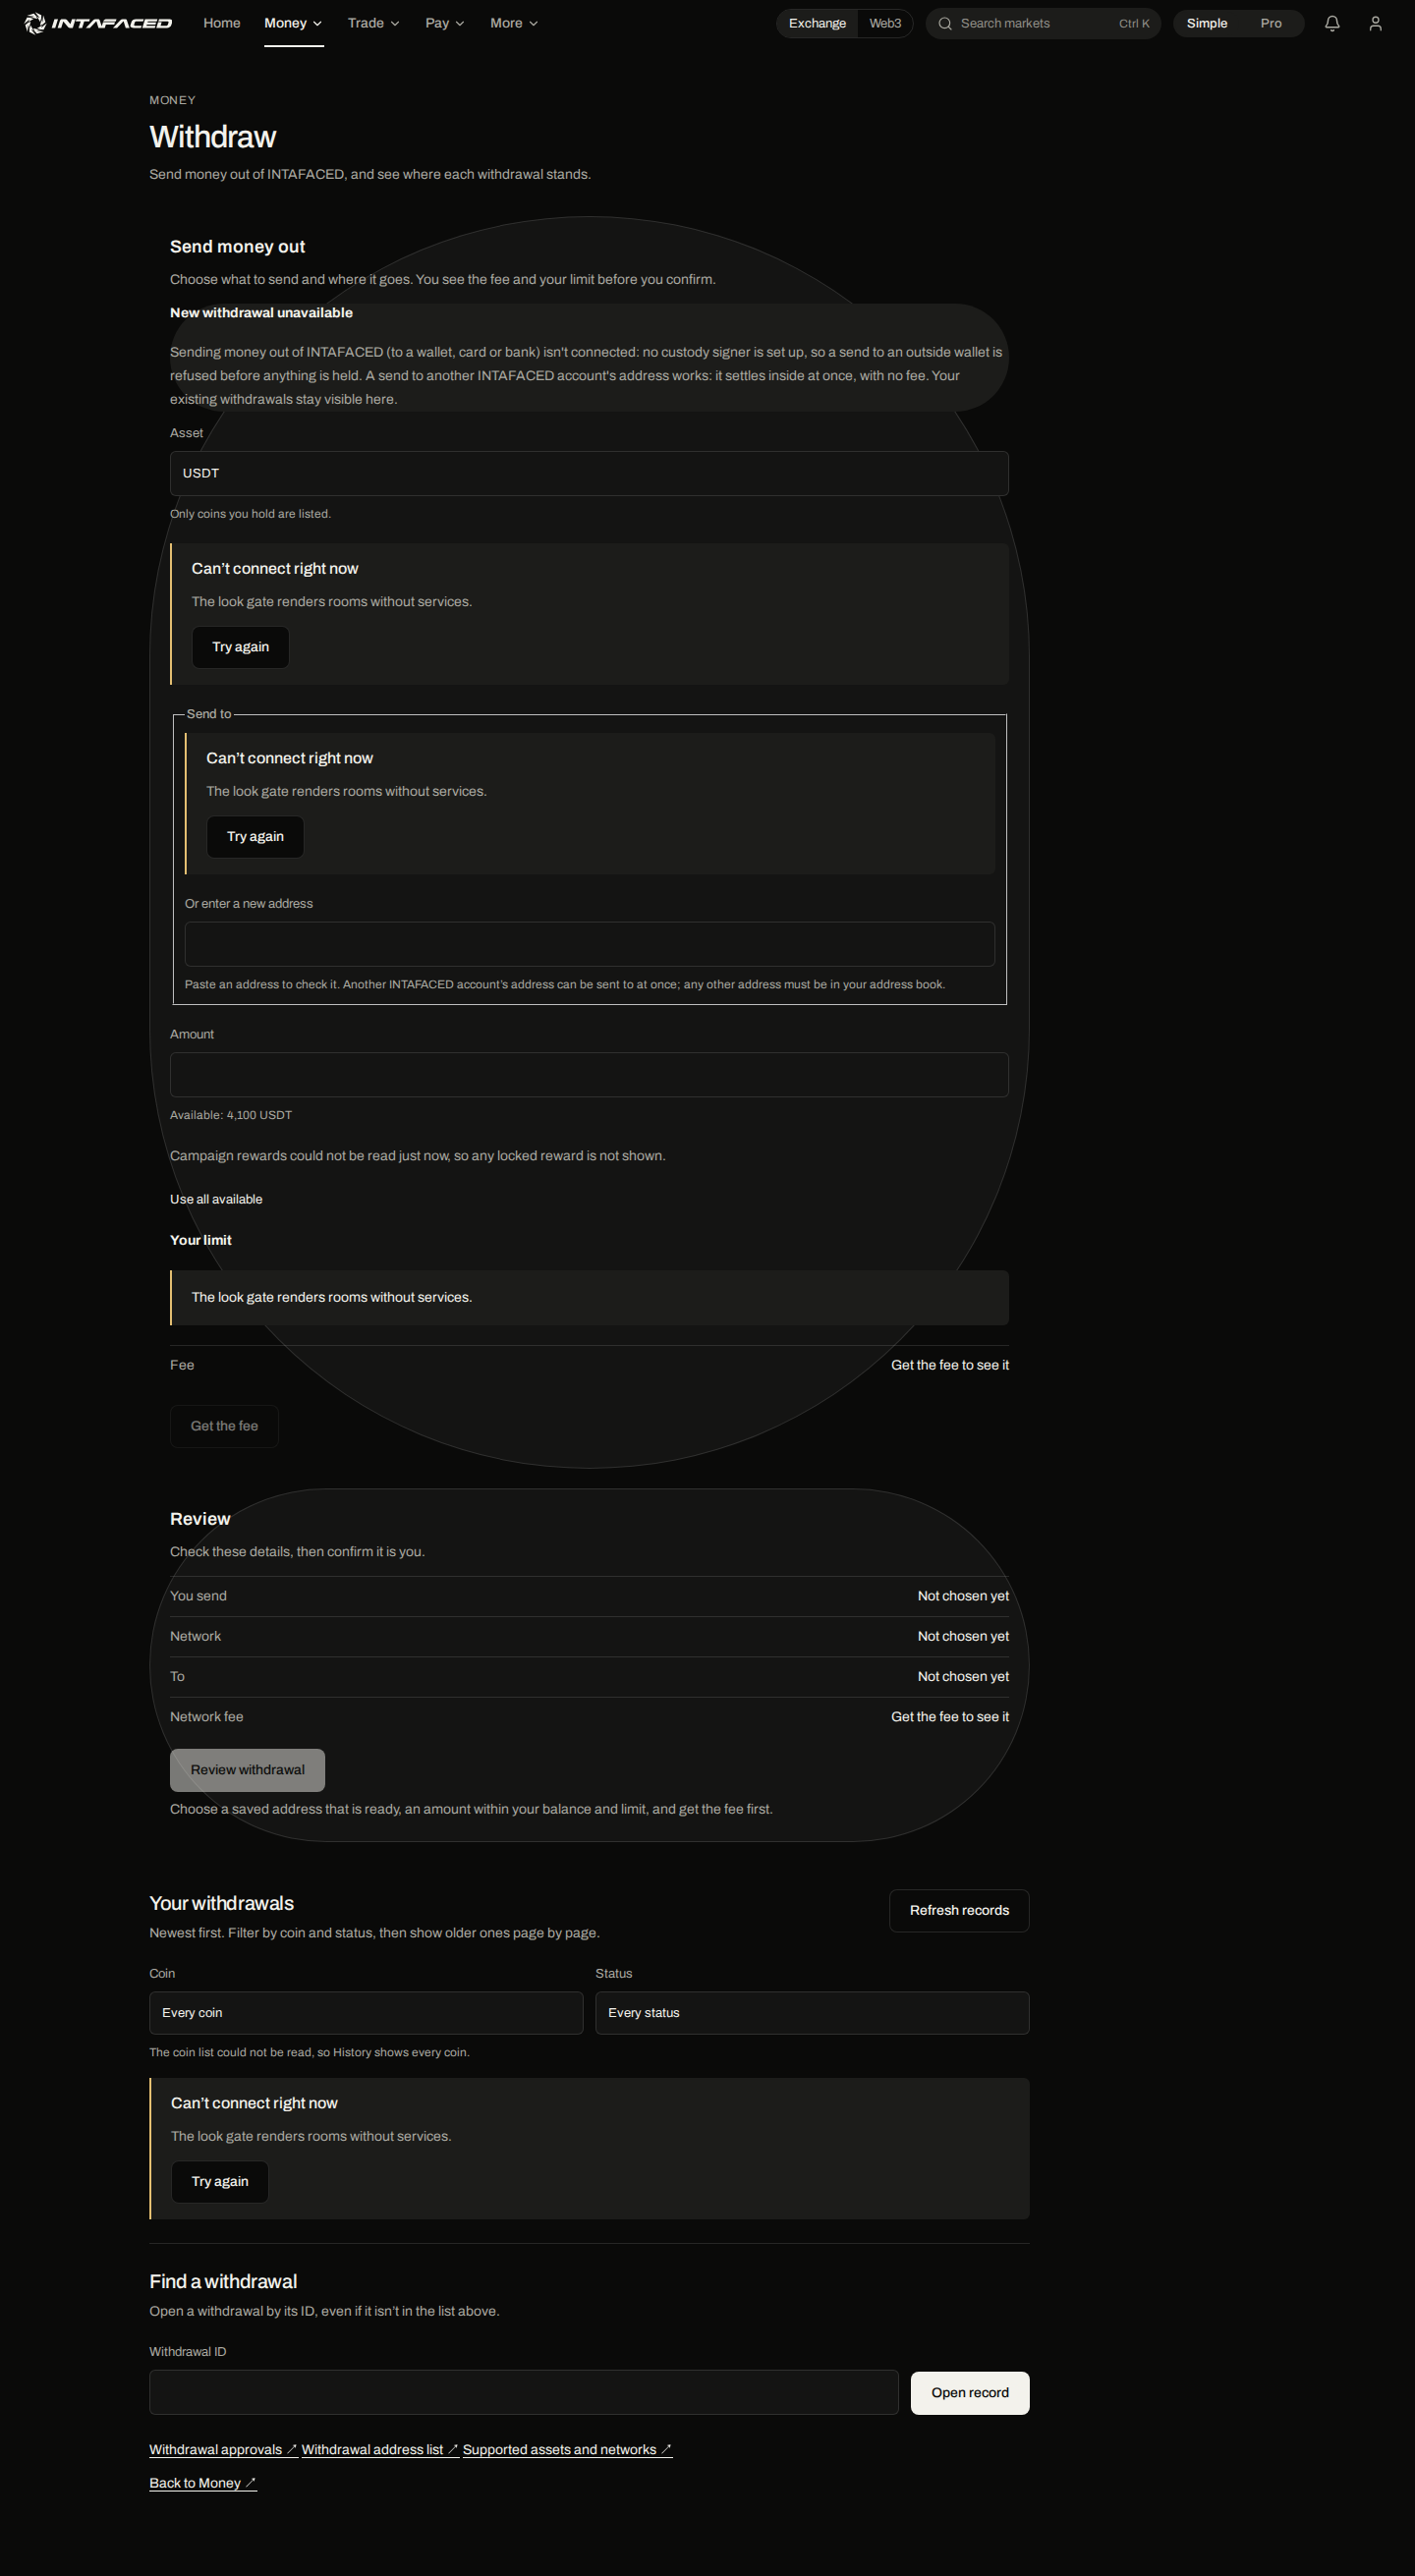 INTAFACED
Home
Money
Trade
Pay
More
Exchange
Web3
Search markets
Ctrl K
Simple
Pro
MONEY
Withdraw
Send money out of INTAFACED, and see where each withdrawal stands.
Send money out
Choose what to send and where it goes. You see the fee and your limit before you confirm.
New withdrawal unavailable
Sending money out of INTAFACED (to a wallet, card or bank) isn't connected: no custody signer is set up, so a send to an outside wallet is
refused before anything is held. A send to another INTAFACED account's address works: it settles inside at once, with no fee. Your
existing withdrawals stay visible here.
Asset
USDT
Only coins you hold are listed.
Can’t connect right now
The look gate renders rooms without services.
Try again
Send to
Can’t connect right now
The look gate renders rooms without services.
Try again
Or enter a new address
Paste an address to check it. Another INTAFACED account’s address can be sent to at once; any other address must be in your address book.
Amount
Available: 4,100 USDT
Campaign rewards could not be read just now, so any locked reward is not shown.
Use all available
Your limit
The look gate renders rooms without services.
Fee
Get the fee to see it
Get the fee
Review
Check these details, then confirm it is you.
You send
Not chosen yet
Network
Not chosen yet
To
Not chosen yet
Network fee
Get the fee to see it
Review withdrawal
Choose a saved address that is ready, an amount within your balance and limit, and get the fee first.
Your withdrawals
Refresh records
Newest first. Filter by coin and status, then show older ones page by page.
Coin
Status
Every coin
Every status
The coin list could not be read, so History shows every coin.
Can’t connect right now
The look gate renders rooms without services.
Try again
Find a withdrawal
Open a withdrawal by its ID, even if it isn’t in the list above.
Withdrawal ID
Open record
Withdrawal approvals ↗ Withdrawal address list ↗ Supported assets and networks ↗
Back to Money ↗